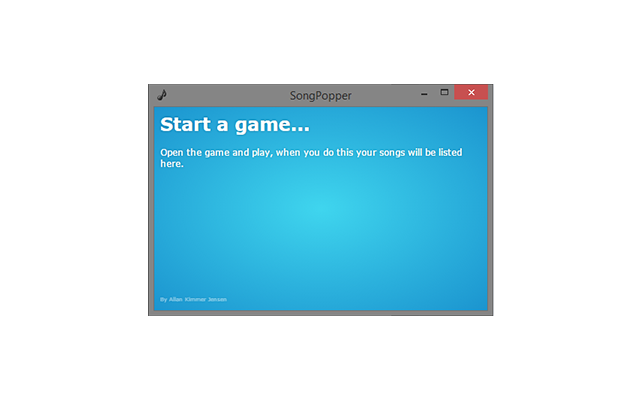 SongPopper
Start a game...
Open the game and play, when you do this your songs will be listed
here.
By Allan Kimmer Jensen